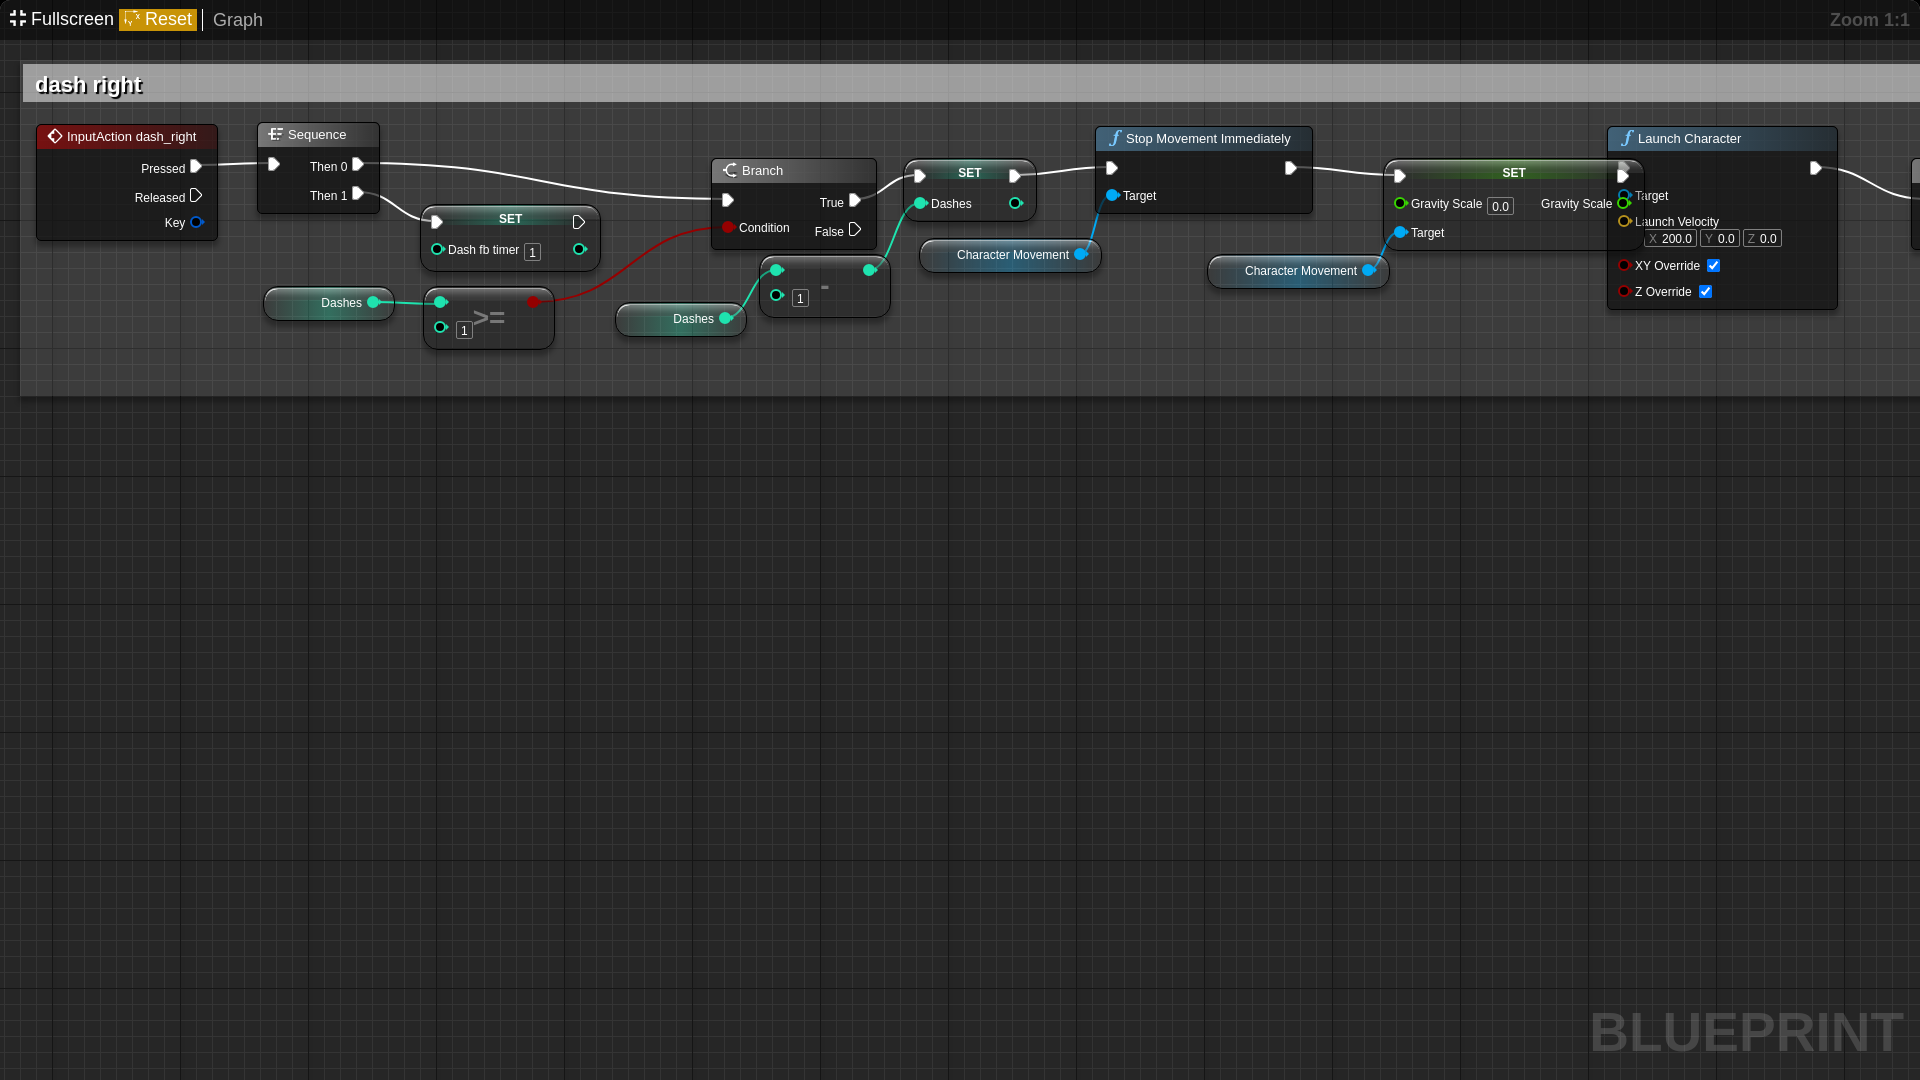 Fullscreen Reset Graph Zoom 1:1
dash right
InputAction dash_right
Pressed
Released
Key
Sequence
Then 0
Then 1
SET
Dash fb timer 1
Dashes
1 >=
Branch
True
Condition
False
Dashes
1 -
SET
Dashes
Character Movement
Stop Movement Immediately
Target
Character Movement
SET
Gravity Scale 0.0 Gravity Scale
Target
Launch Character
Target
Launch Velocity
X 200.0 Y 0.0 Z 0.0
XY Override
Z Override
BLUEPRINT